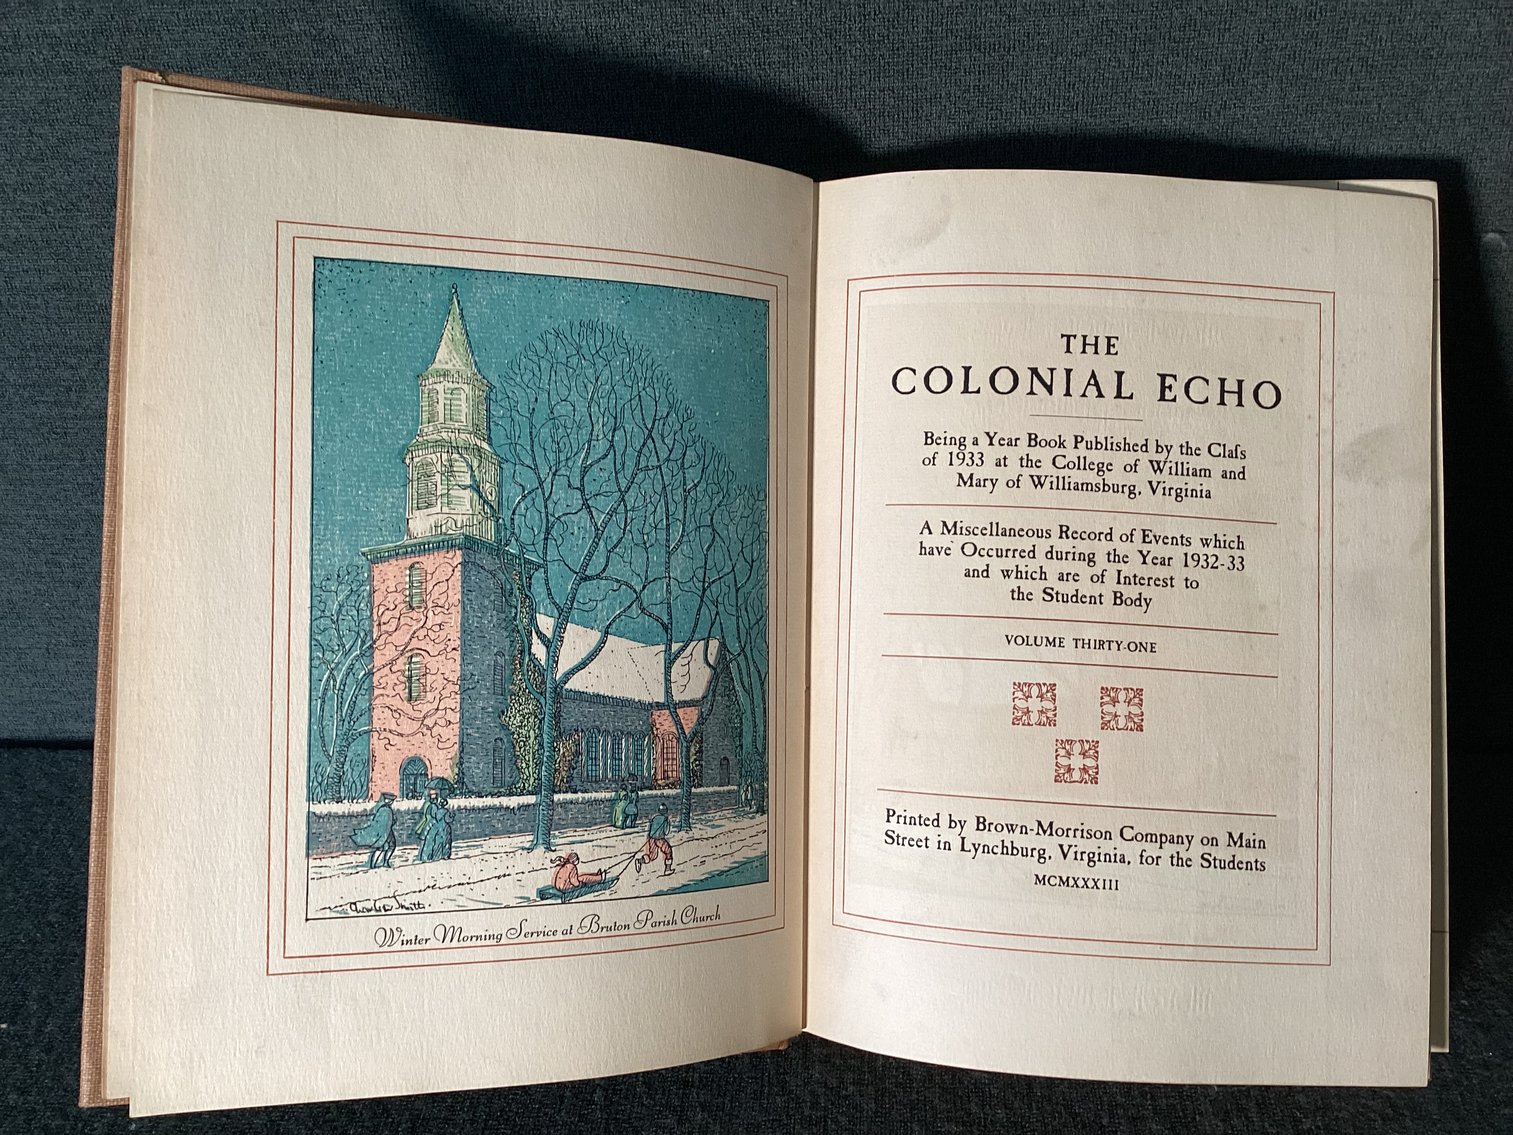 Charles Smith.
Winter Morning Service at Bruton Parish Church
THE
COLONIAL ECHO
Being a Year Book Published by the Claſs
of 1933 at the College of William and
Mary of Williamsburg, Virginia
A Miscellaneous Record of Events which
have Occurred during the Year 1932-33
and which are of Interest to
the Student Body
VOLUME THIRTY-ONE
Printed by Brown-Morrison Company on Main
Street in Lynchburg, Virginia, for the Students
MCMXXXIII